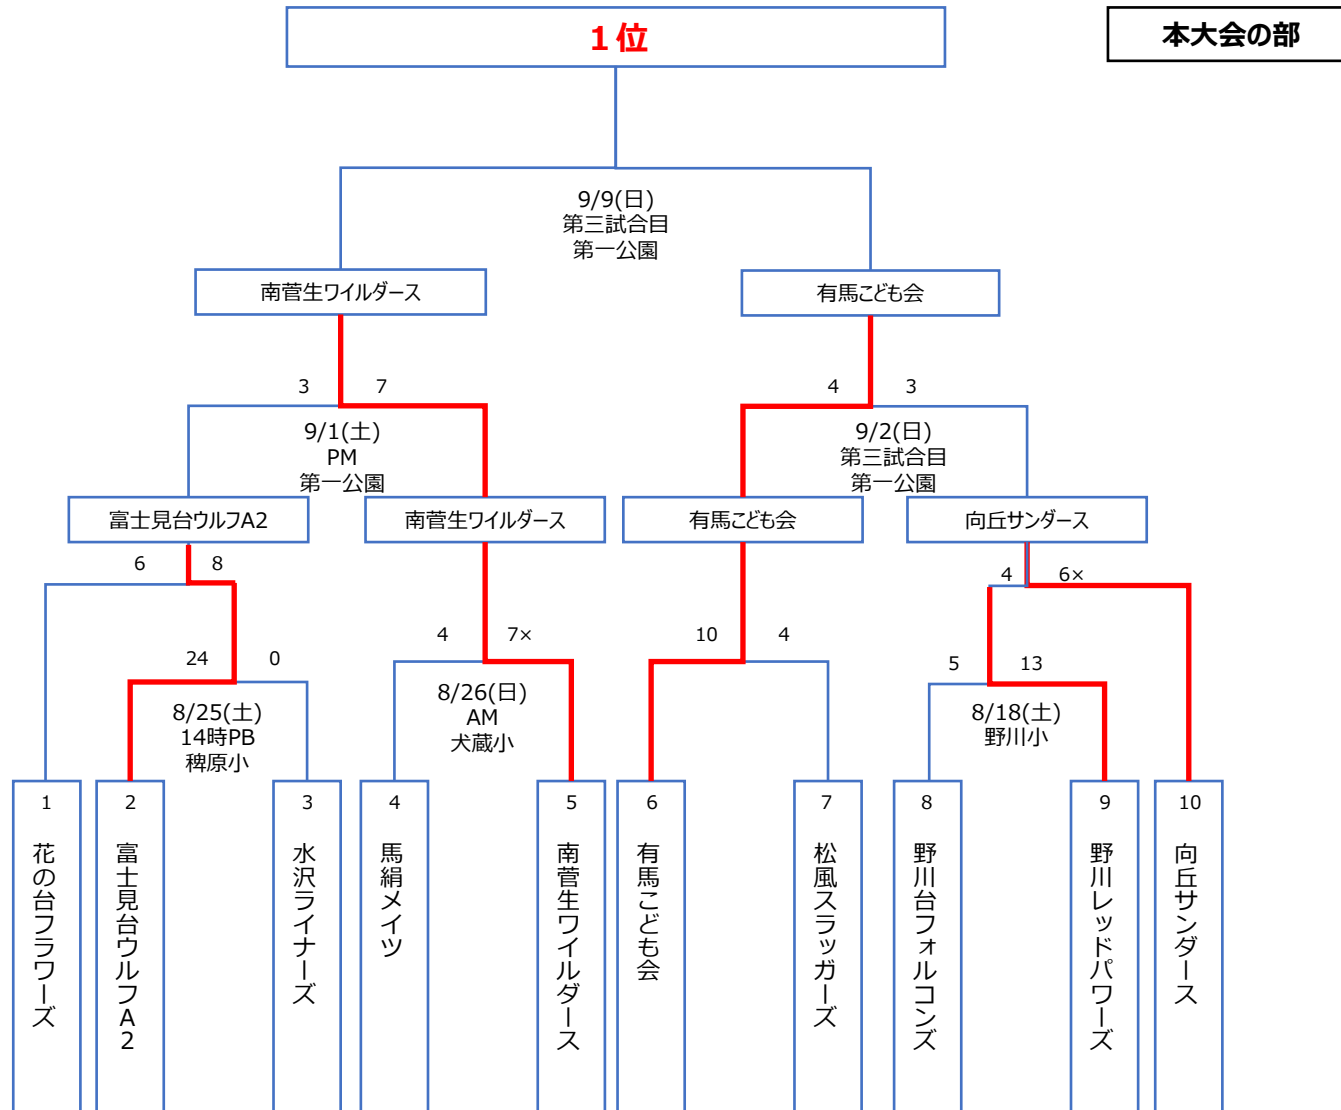 1位
本大会の部
9/9(日)
第三試合目
第一公園
南菅生ワイルダース
有馬こども会
3
7
4
3
9/1(土)
PM
第一公園
9/2(日)
第三試合目
第一公園
富士見台ウルフA2
南菅生ワイルダース
有馬こども会
向丘サンダース
6
8
4
6×
24
0
4
7×
10
4
5
13
8/25(土)
14時PB
稗原小
8/26(日)
AM
犬蔵小
8/18(土)
野川小
1
花の台フラワーズ
2
富士見台ウルフA2
3
水沢ライナーズ
4
馬絹メイツ
5
南菅生ワイルダース
6
有馬こども会
7
松風スラッガーズ
8
野川台フォルコンズ
9
野川レッドパワーズ
10
向丘サンダース